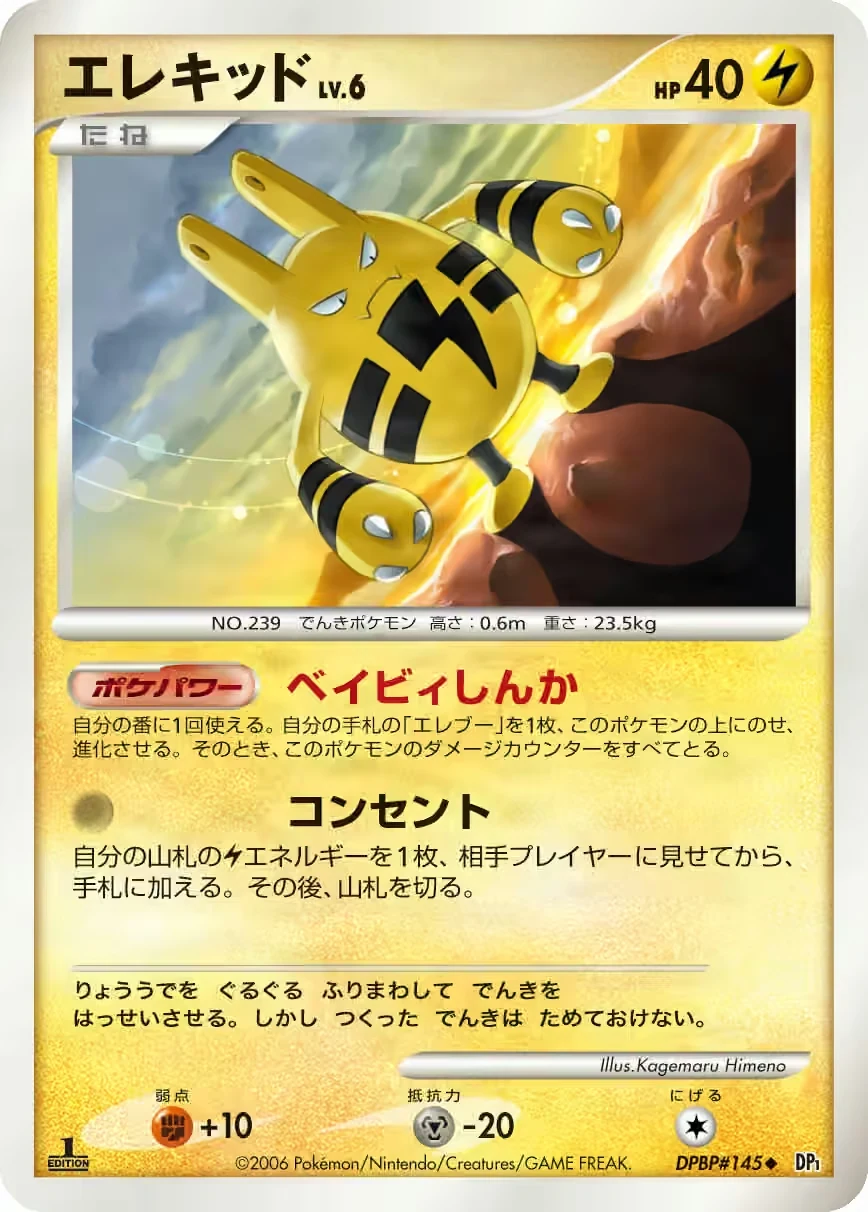 エレキッド LV.6 HP 40
たね
NO.239 でんきポケモン 高さ:0.6m 重さ:23.5kg
ポケパワー ベイビィしんか
自分の番に1回使える。自分の手札の「エレブー」を1枚、このポケモンの上にのせ、
進化させる。そのとき、このポケモンのダメージカウンターをすべてとる。
コンセント
自分の山札のエネルギーを1枚、相手プレイヤーに見せてから、
手札に加える。その後、山札を切る。
りょううでを ぐるぐる ふりまわして でんきを
はっせいさせる。しかし つくった でんきは ためておけない。
Illus.Kagemaru Himeno
弱点 抵抗力 にげる
+10 -20
1 EDITION ©2006 Pokémon/Nintendo/Creatures/GAME FREAK. DPBP#145◆ DP1